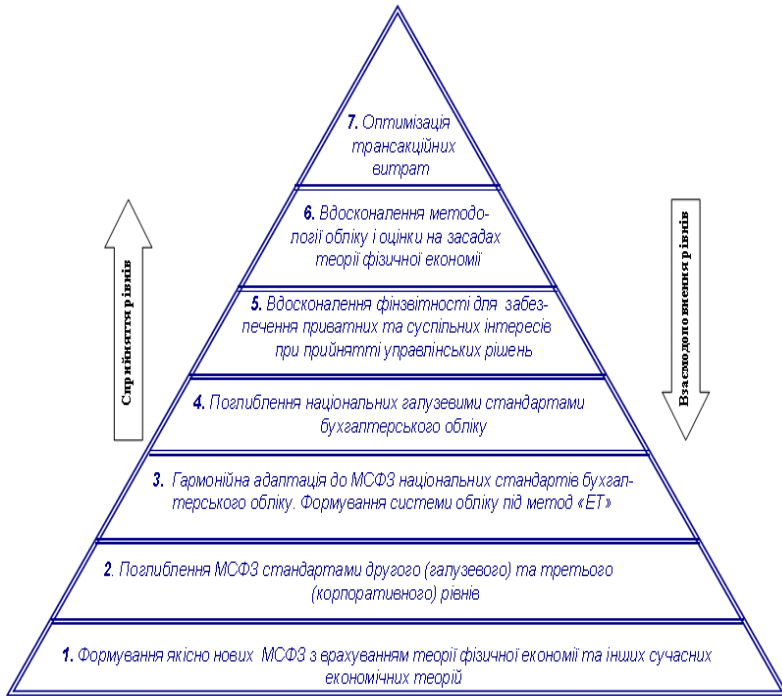 7. Оптимізація
трансакційних
витрат
6. Вдосконалення методо-
логії обліку і оцінки на засадах
теорії фізичної економії
5. Вдосконалення фінзвітності для забез-
печення приватних та суспільних інтересів
при прийнятті управлінських рішень
4. Поглиблення національних галузевими стандартами
бухгалтерського обліку
3. Гармонійна адаптація до МСФЗ національних стандартів бухгал-
терського обліку. Формування системи обліку під метод «ЕТ»
2. Поглиблення МСФЗ стандартами другого (галузевого) та третього
(корпоративного) рівнів
1. Формування якісно нових МСФЗ з врахуванням теорії фізичної економії та інших сучасних
економічних теорій
Сприйняття рівнів
Взаємодоповнення рівнів